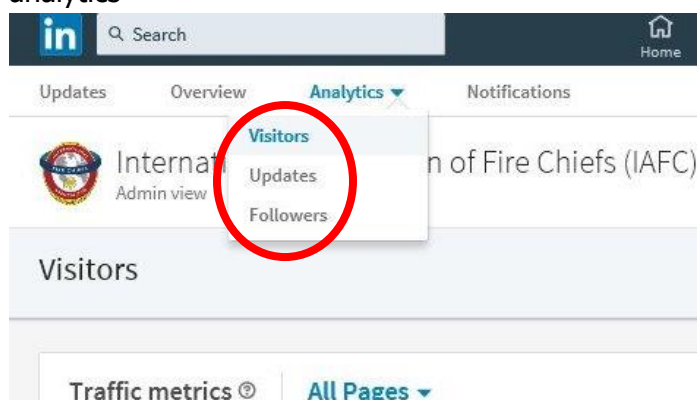 analytics
in Search
Home
Updates Overview Analytics Notifications
Visitors
Internati n of Fire Chiefs (IAFC)
Updates
Admin view
Followers
Visitors
Traffic metrics All Pages